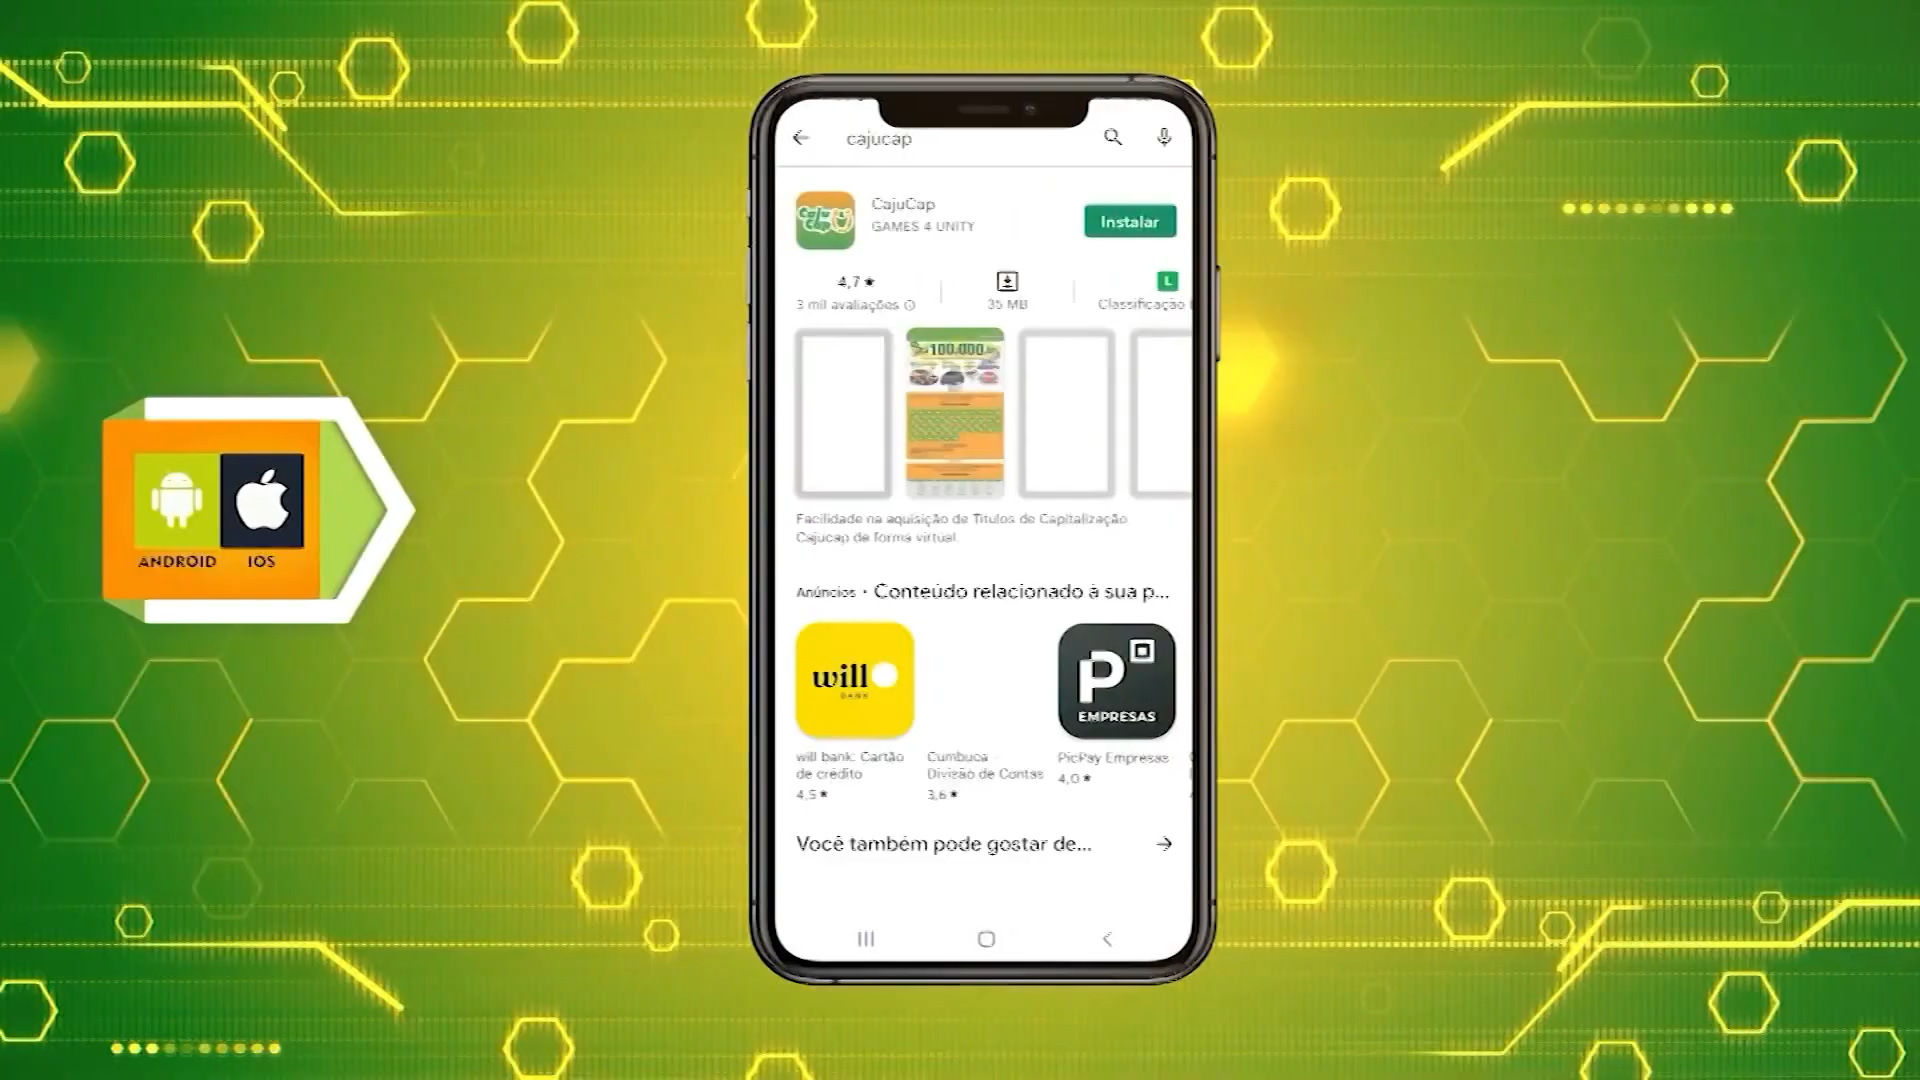 cajucap
CajuCap
GAMES 4 UNITY
Instalar
4,7 ★
3 mil avaliações
35 MB
L
Classificação
100.000
Facilidade na aquisição de Títulos de Capitalização
Cajucap de forma virtual.
ANDROID IOS
Anúncios • Conteúdo relacionado à sua p...
will
BANK
P
EMPRESAS
will bank: Cartão
de crédito
4,5 ★
Cumbuca -
Divisão de Contas
3,6 ★
PicPay Empresas
4,0 ★
Você também pode gostar de...